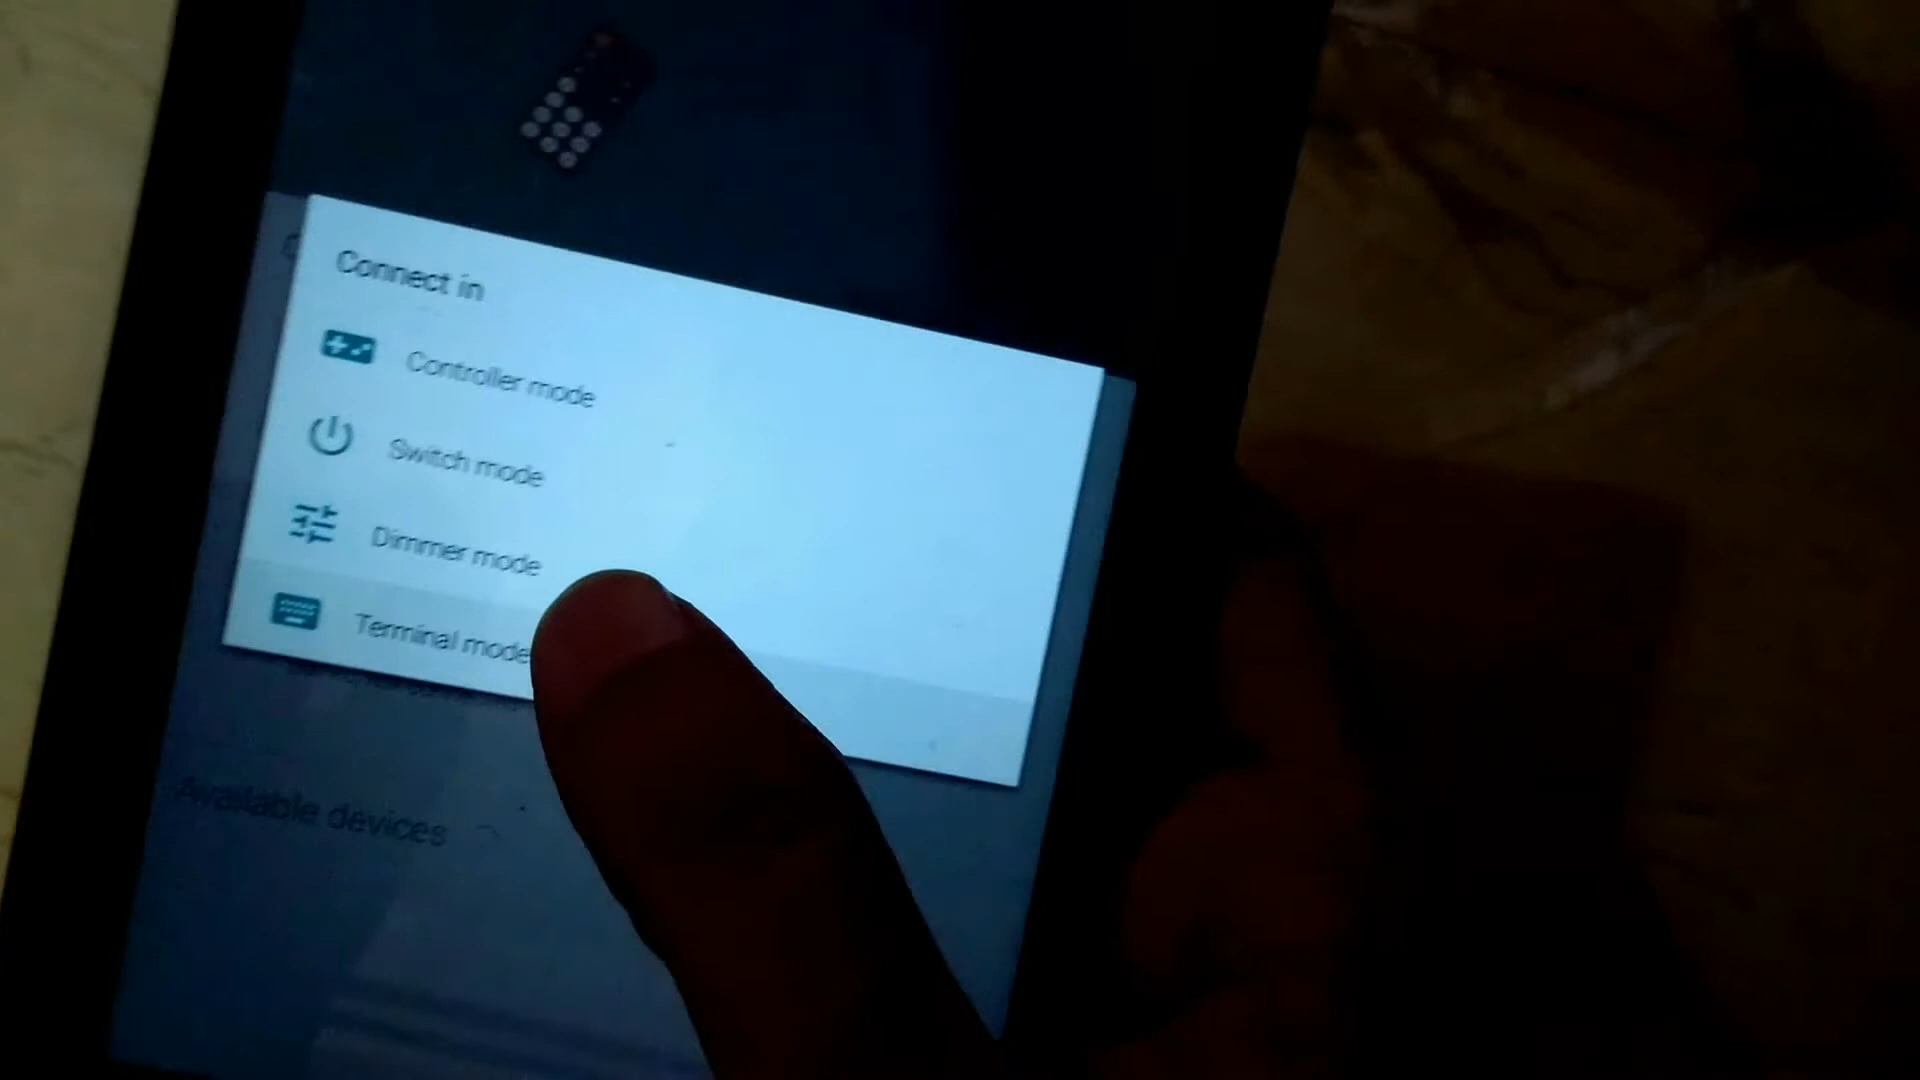 Connect in
Controller mode
Switch mode
Dimmer mode
Terminal mode
Available devices